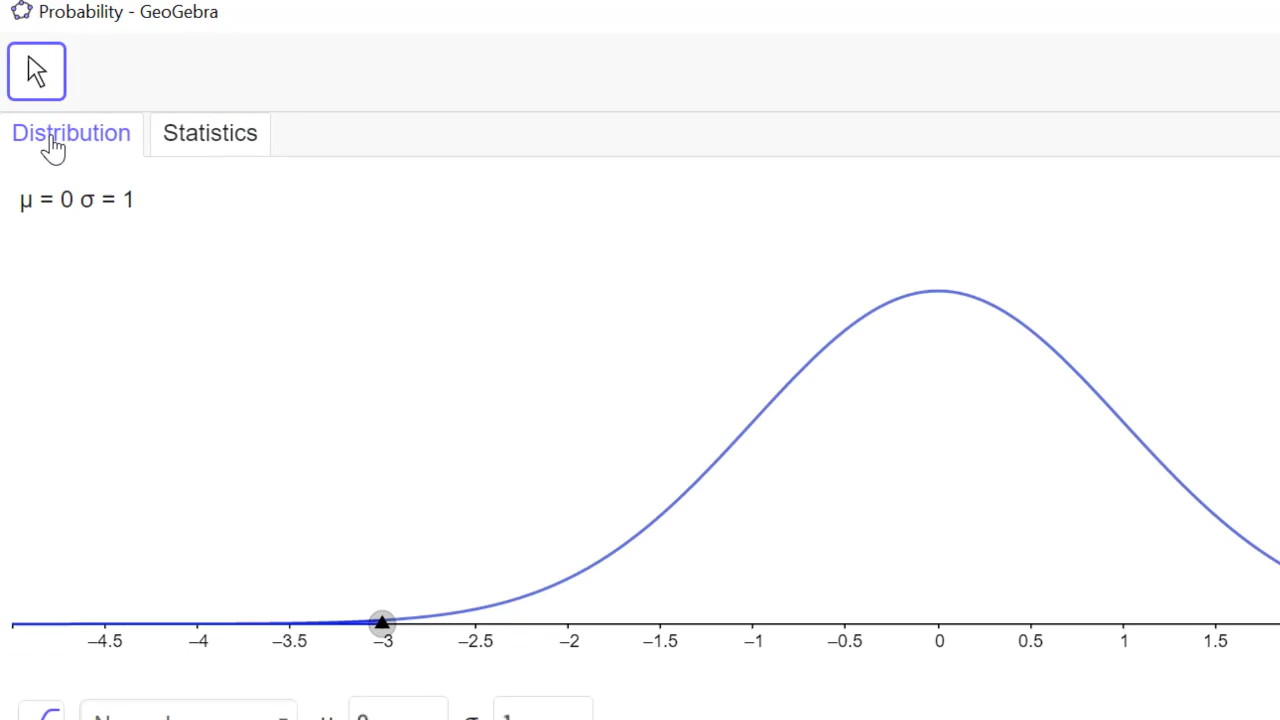 Probability - GeoGebra
Distribution Statistics
μ = 0 σ = 1
–4.5 –4 –3.5 –3 –2.5 –2 –1.5 –1 –0.5 0 0.5 1 1.5